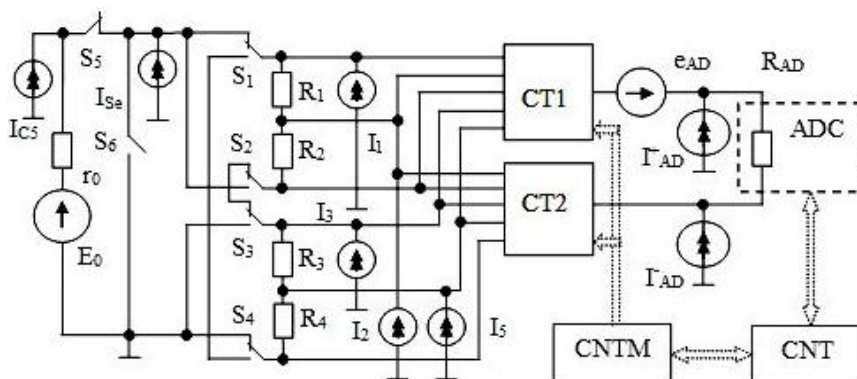 S5
IC5
ISe
S6
r0
E0
S1
R1
I1
S2
R2
I3
S3
R3
S4
R4
I2
I5
CT1
CT2
eAD
RAD
ADC
I-AD
I-AD
CNTM
CNT